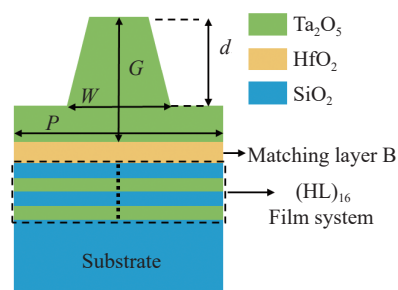 Ta₂O₅
d
G
HfO₂
W
SiO₂
P
Matching layer B
(HL)₁₆
Film system
Substrate